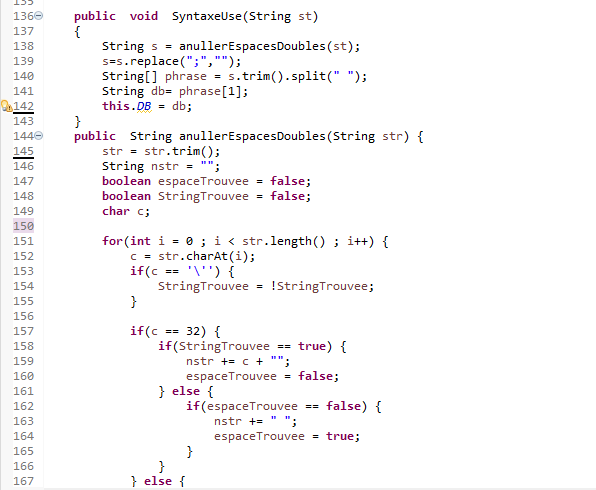 135
136 public void SyntaxeUse(String st)
137 {
138 String s = anullerEspacesDoubles(st);
139 s=s.replace(";","");
140 String[] phrase = s.trim().split(" ");
141 String db= phrase[1];
142 this.DB = db;
143 }
144 public String anullerEspacesDoubles(String str) {
145 str = str.trim();
146 String nstr = "";
147 boolean espaceTrouvee = false;
148 boolean StringTrouvee = false;
149 char c;
150
151 for(int i = 0 ; i < str.length() ; i++) {
152 c = str.charAt(i);
153 if(c == '\'') {
154 StringTrouvee = !StringTrouvee;
155 }
156
157 if(c == 32) {
158 if(StringTrouvee == true) {
159 nstr += c + "";
160 espaceTrouvee = false;
161 } else {
162 if(espaceTrouvee == false) {
163 nstr += " ";
164 espaceTrouvee = true;
165 }
166 }
167 } else {